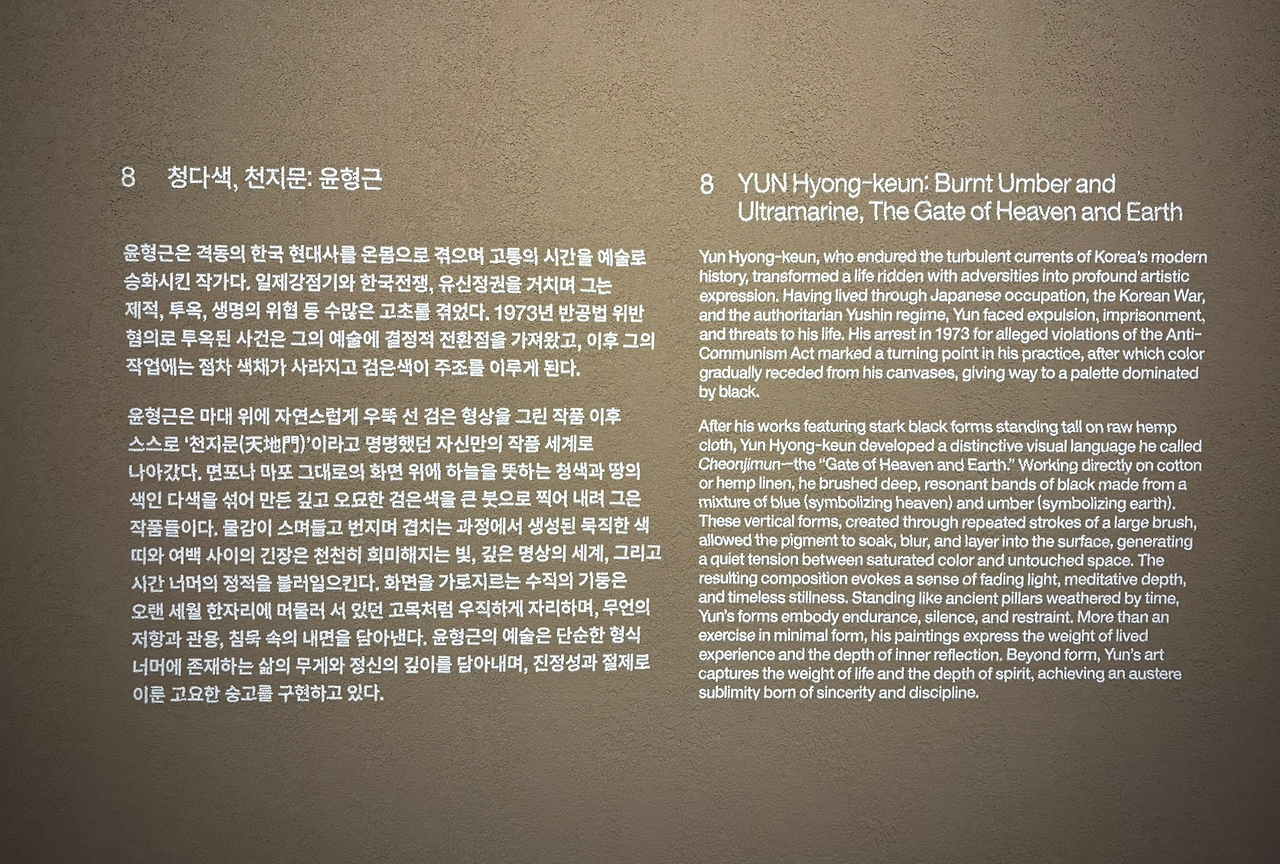 8 청다색, 천지문: 윤형근
윤형근은 격동의 한국 현대사를 온몸으로 겪으며 고통의 시간을 예술로
승화시킨 작가다. 일제강점기와 한국전쟁, 유신정권을 거치며 그는
제적, 투옥, 생명의 위협 등 수많은 고초를 겪었다. 1973년 반공법 위반
혐의로 투옥된 사건은 그의 예술에 결정적 전환점을 가져왔고, 이후 그의
작업에는 점차 색채가 사라지고 검은색이 주조를 이루게 된다.
윤형근은 마대 위에 자연스럽게 우뚝 선 검은 형상을 그린 작품 이후
스스로 ‘천지문(天地門)’이라고 명명했던 자신만의 작품 세계로
나아갔다. 면포나 마포 그대로의 화면 위에 하늘을 뜻하는 청색과 땅의
색인 다색을 섞어 만든 깊고 오묘한 검은색을 큰 붓으로 찍어 내려 그은
작품들이다. 물감이 스며들고 번지며 겹치는 과정에서 생성된 묵직한 색
띠와 여백 사이의 긴장은 천천히 희미해지는 빛, 깊은 명상의 세계, 그리고
시간 너머의 정적을 불러일으킨다. 화면을 가로지르는 수직의 기둥은
오랜 세월 한자리에 머물러 서 있던 고목처럼 우직하게 자리하며, 무언의
저항과 관용, 침묵 속의 내면을 담아낸다. 윤형근의 예술은 단순한 형식
너머에 존재하는 삶의 무게와 정신의 깊이를 담아내며, 진정성과 절제로
이룬 고요한 숭고를 구현하고 있다.
8 YUN Hyong-keun: Burnt Umber and
Ultramarine, The Gate of Heaven and Earth
Yun Hyong-keun, who endured the turbulent currents of Korea’s modern
history, transformed a life ridden with adversities into profound artistic
expression. Having lived through Japanese occupation, the Korean War,
and the authoritarian Yushin regime, Yun faced expulsion, imprisonment,
and threats to his life. His arrest in 1973 for alleged violations of the Anti-
Communism Act marked a turning point in his practice, after which color
gradually receded from his canvases, giving way to a palette dominated
by black.
After his works featuring stark black forms standing tall on raw hemp
cloth, Yun Hyong-keun developed a distinctive visual language he called
Cheonjimun—the “Gate of Heaven and Earth.” Working directly on cotton
or hemp linen, he brushed deep, resonant bands of black made from a
mixture of blue (symbolizing heaven) and umber (symbolizing earth).
These vertical forms, created through repeated strokes of a large brush,
allowed the pigment to soak, blur, and layer into the surface, generating
a quiet tension between saturated color and untouched space. The
resulting composition evokes a sense of fading light, meditative depth,
and timeless stillness. Standing like ancient pillars weathered by time,
Yun’s forms embody endurance, silence, and restraint. More than an
exercise in minimal form, his paintings express the weight of lived
experience and the depth of inner reflection. Beyond form, Yun’s art
captures the weight of life and the depth of spirit, achieving an austere
sublimity born of sincerity and discipline.